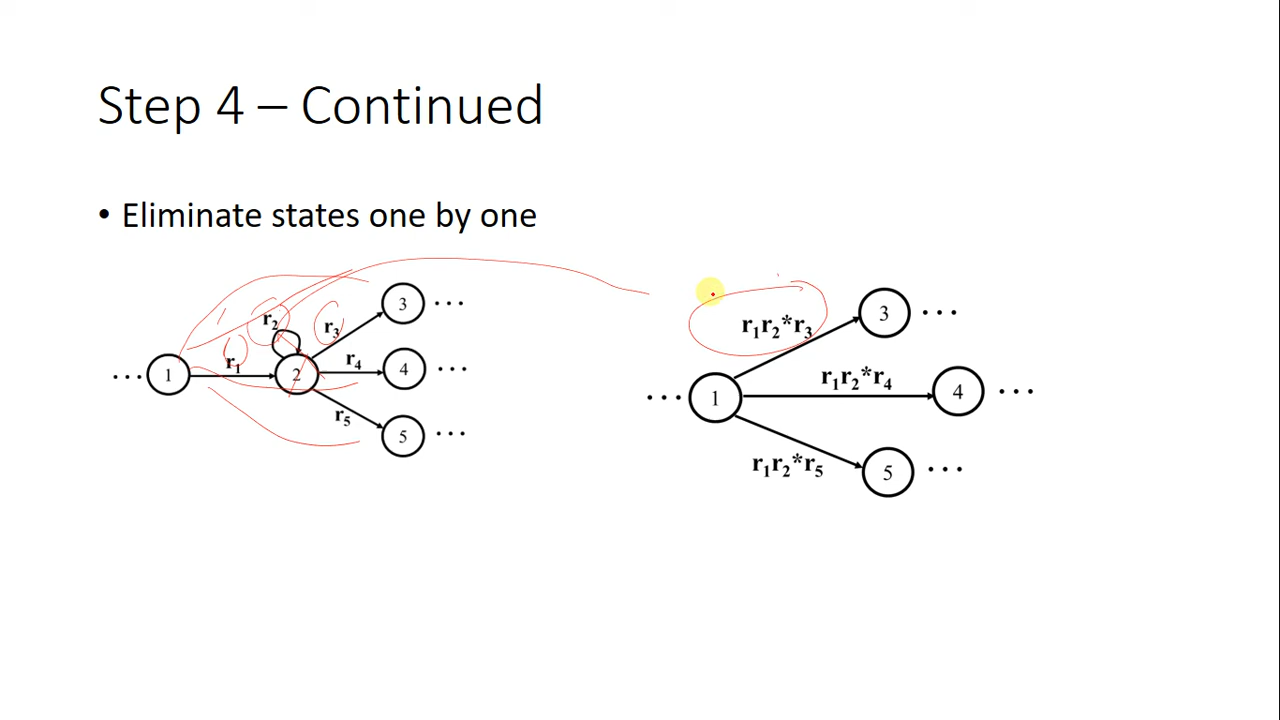 Step 4 – Continued
• Eliminate states one by one
r₂ r₃ 3 ...
... 1 r₁ 2 r₄ 4 ...
r₅ 5 ...
r₁r₂*r₃ 3 ...
... 1 r₁r₂*r₄ 4 ...
r₁r₂*r₅ 5 ...